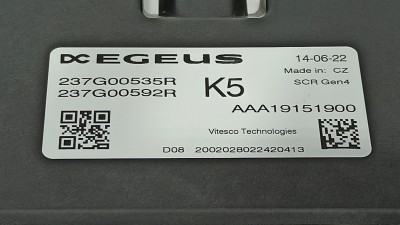 EGEUS
14-06-22
Made in: CZ
237G00535R
237G00592R
K5
SCR Gen4
AAA19151900
Vitesco Technologies
D08 2002028022420413